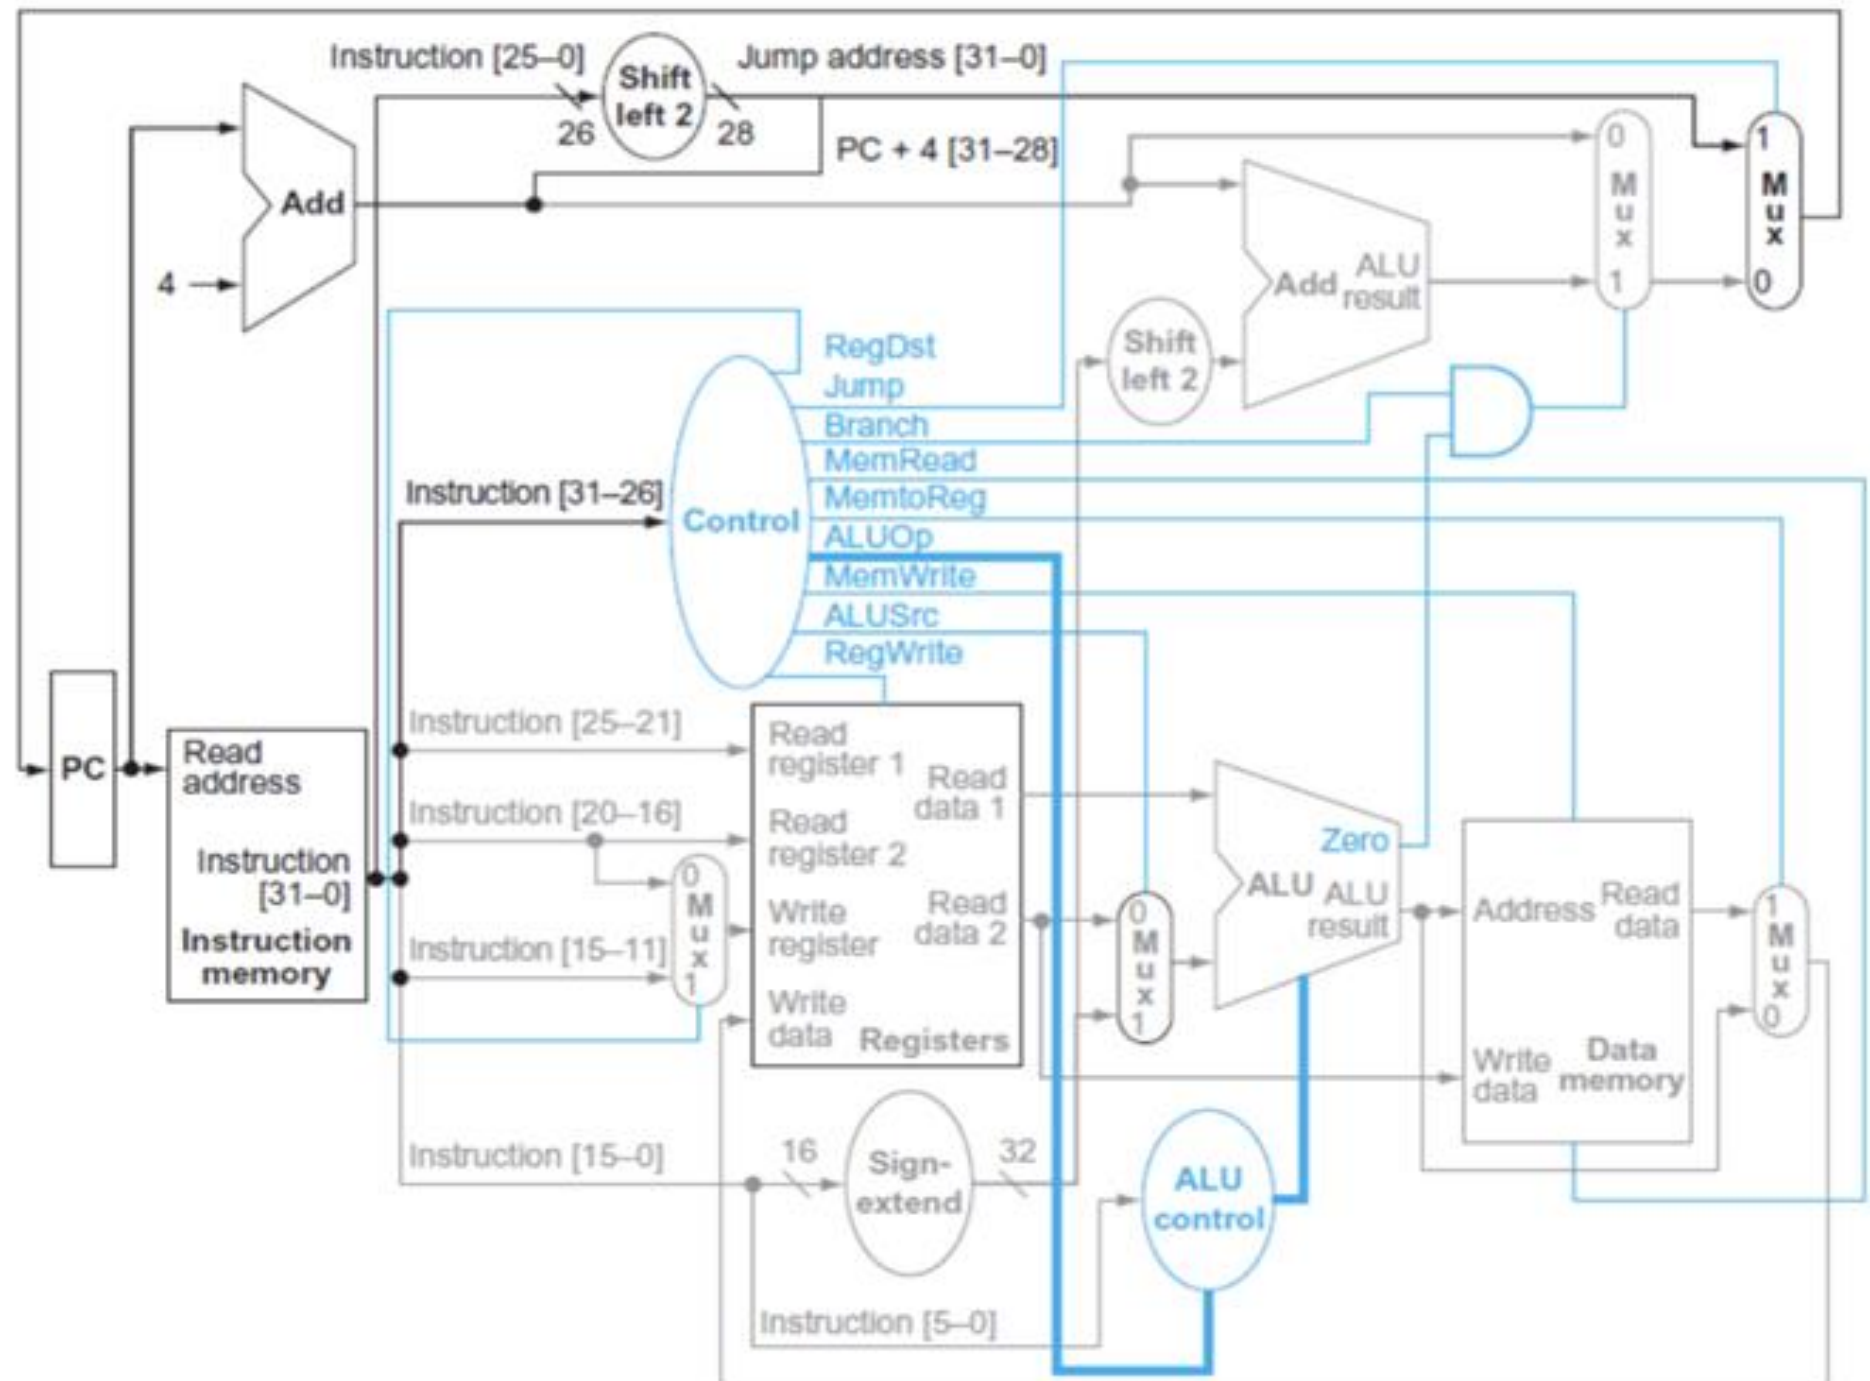 Instruction [25–0]
Shift
left 2
Jump address [31–0]
26
28
PC + 4 [31–28]
Add
4
0
M
u
x
1
1
M
u
x
0
Add
ALU
result
Shift
left 2
RegDst
Jump
Branch
MemRead
MemtoReg
ALUOp
MemWrite
ALUSrc
RegWrite
Instruction [31–26]
Control
PC
Read
address
Instruction
[31–0]
Instruction
memory
Instruction [25–21]
Instruction [20–16]
Instruction [15–11]
0
M
u
x
1
Read
register 1
Read
register 2
Write
register
Write
data
Read
data 1
Read
data 2
Registers
0
M
u
x
1
Zero
ALU
ALU
result
Address
Read
data
Write
data
Data
memory
1
M
u
x
0
Instruction [15–0]
16
Sign-
extend
32
ALU
control
Instruction [5–0]